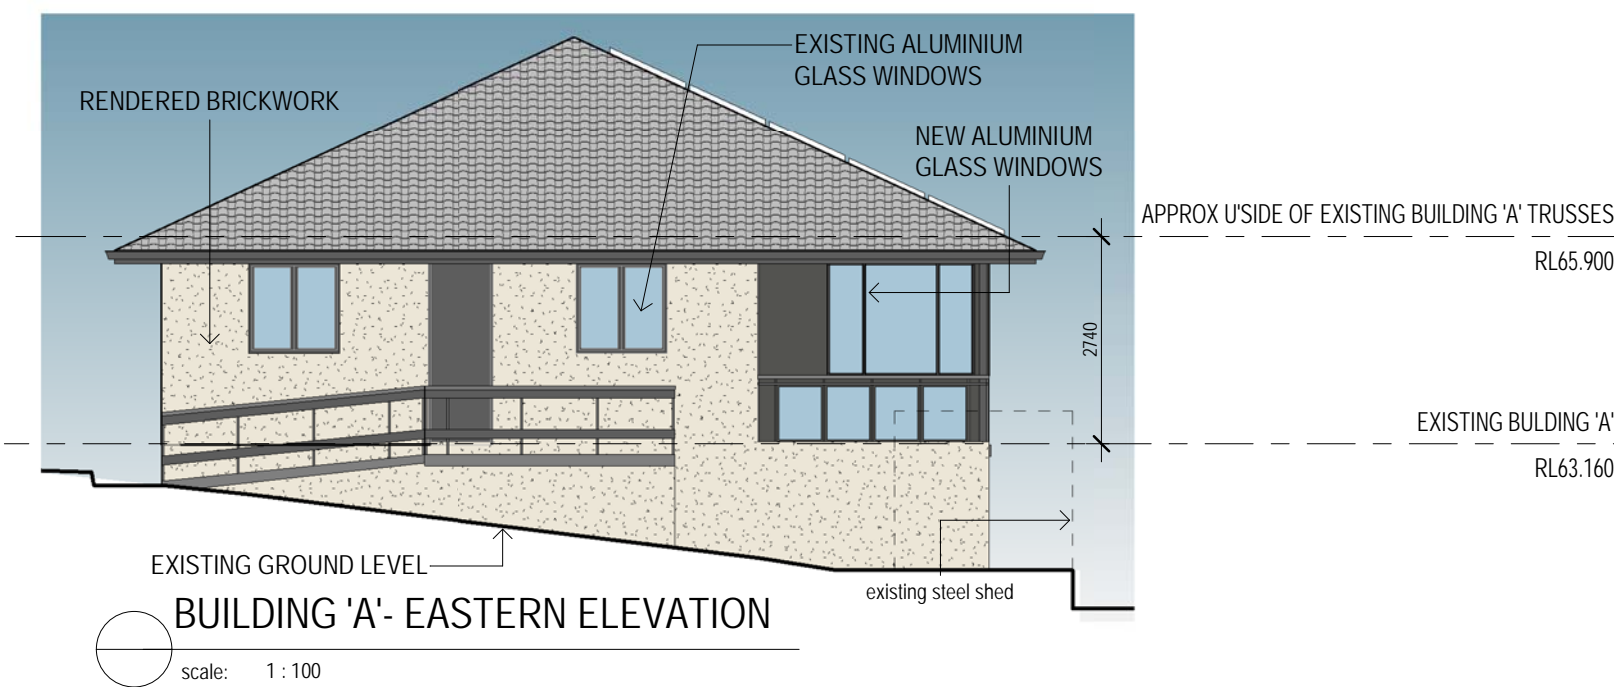 EXISTING ALUMINIUM
GLASS WINDOWS
RENDERED BRICKWORK
NEW ALUMINIUM
GLASS WINDOWS
APPROX U'SIDE OF EXISTING BUILDING 'A' TRUSSES
RL65.900
2740
EXISTING BULDING 'A'
RL63.160
EXISTING GROUND LEVEL
existing steel shed
BUILDING 'A'- EASTERN ELEVATION
scale: 1 : 100